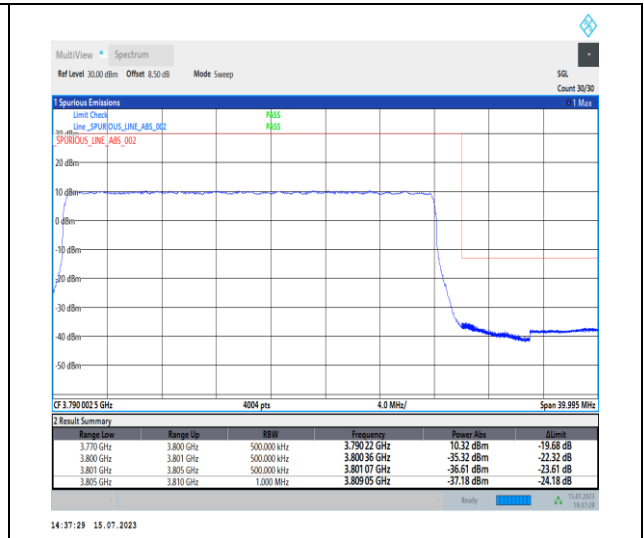 MultiView Spectrum
Ref Level 30.00 dBm Offset 8.50 dB Mode Sweep SGL
Count 30/30
1 Spurious Emissions 1 Max
Limit Check PASS
Line _SPURIOUS_LINE_ABS_002 PASS
_SPURIOUS_LINE_ABS_002
20 dBm
10 dBm
0 dBm
-10 dBm
-20 dBm
-30 dBm
-40 dBm
-50 dBm
CF 3.790 002 5 GHz 4004 pts 4.0 MHz/ Span 39.995 MHz
2 Result Summary
Range Low Range Up RBW Frequency Power Abs ΔLimit
3.770 GHz 3.800 GHz 500.000 kHz 3.790 22 GHz 10.32 dBm -19.68 dB
3.800 GHz 3.801 GHz 500.000 kHz 3.800 36 GHz -35.32 dBm -22.32 dB
3.801 GHz 3.805 GHz 500.000 kHz 3.801 07 GHz -36.61 dBm -23.61 dB
3.805 GHz 3.810 GHz 1.000 MHz 3.809 05 GHz -37.18 dBm -24.18 dB
Ready 15.07.2023
14:37:28
14:37:29 15.07.2023